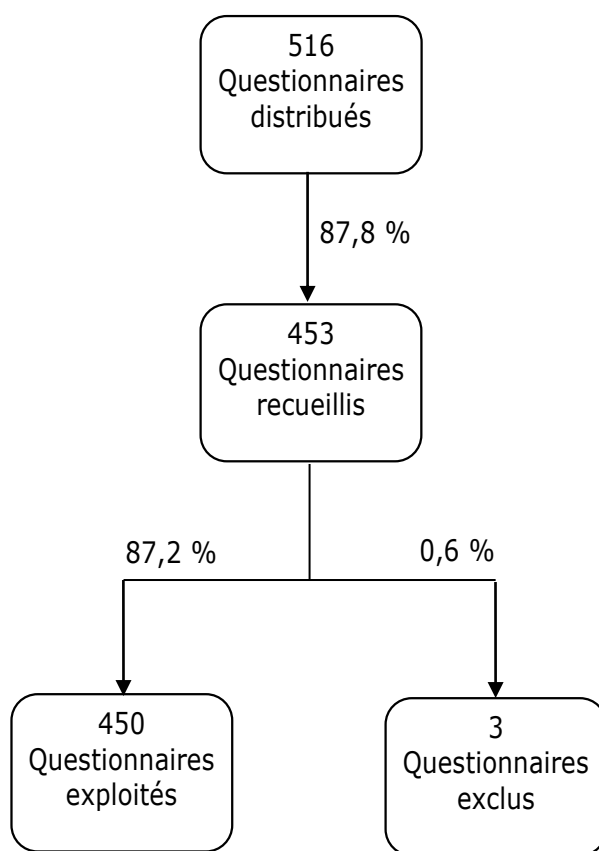 516
Questionnaires
distribués
87,8 %
453
Questionnaires
recueillis
87,2 %
0,6 %
450
Questionnaires
exploités
3
Questionnaires
exclus